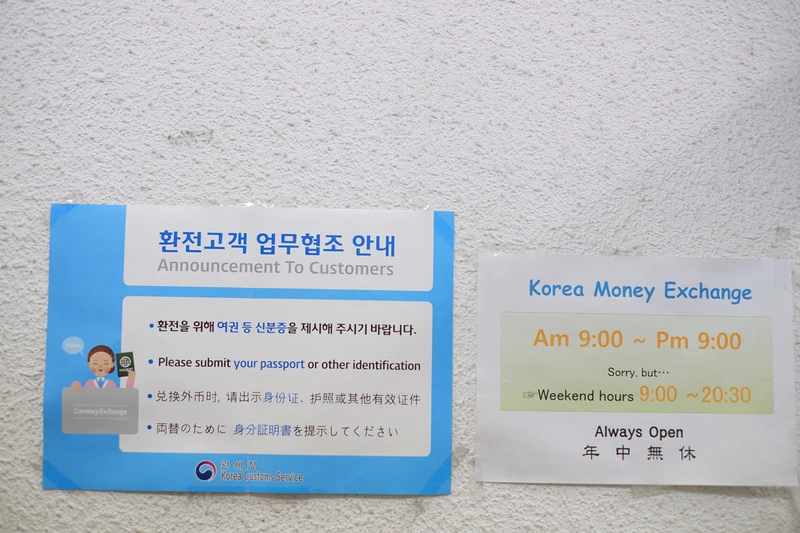 환전고객 업무협조 안내
Announcement To Customers
• 환전을 위해 여권 등 신분증을 제시해 주시기 바랍니다.
• Please submit your passport or other identification
• 兑换外币时, 请出示身份证、护照或其他有效证件
• 両替のために 身分証明書を提示してください
Currency Exchange
관세청
Korea Customs Service
Korea Money Exchange
Am 9:00 ~ Pm 9:00
Sorry, but…
☞Weekend hours 9:00 ~20:30
Always Open
年中無休